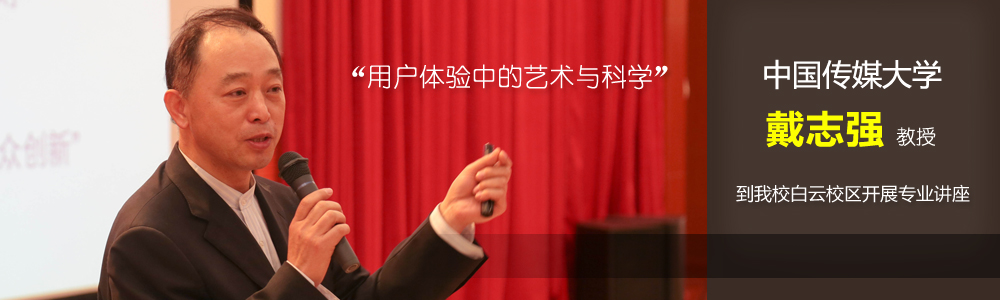 众创新”
“用户体验中的艺术与科学”
中国传媒大学
戴志强 教授
到我校白云校区开展专业讲座